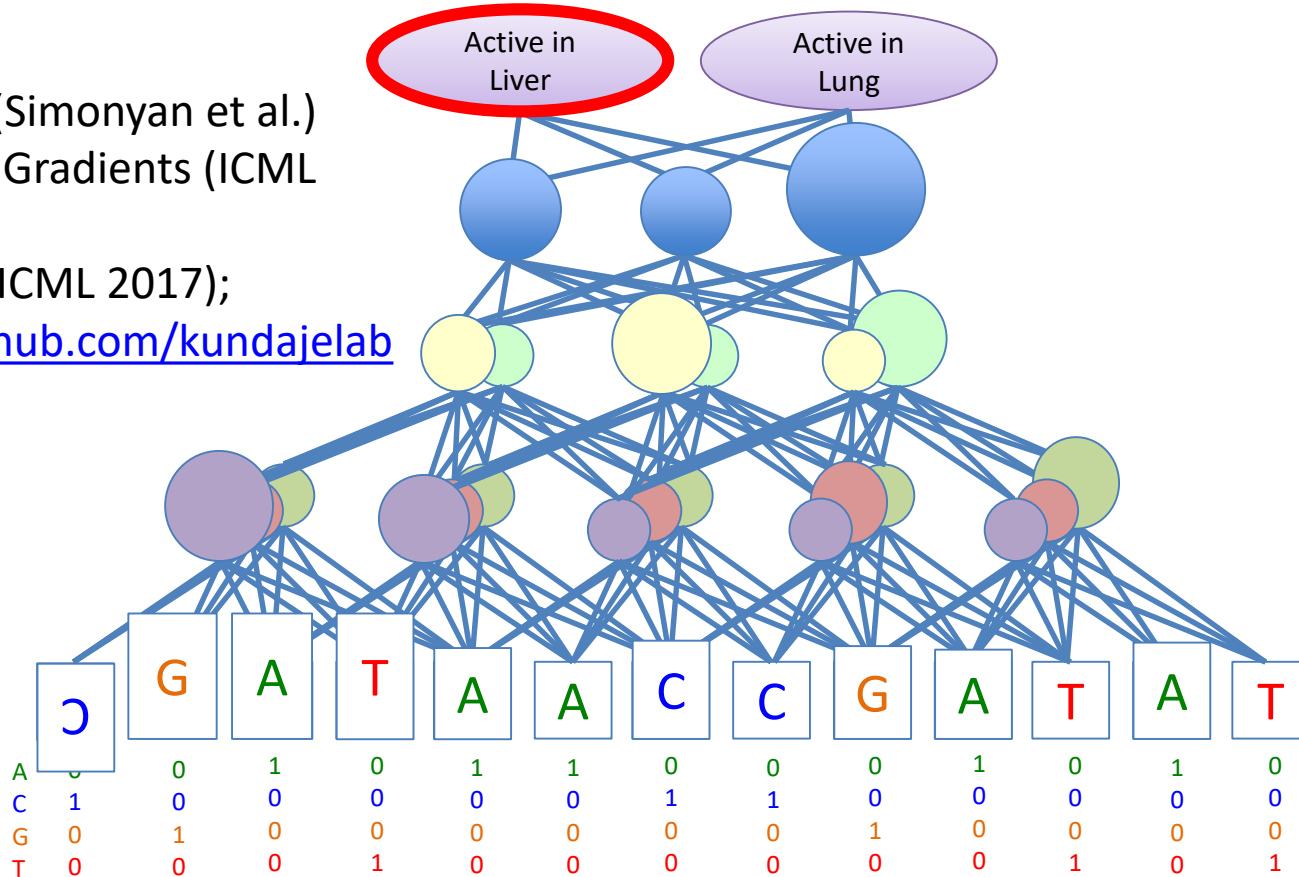 Active in
Liver
Active in
Lung
(Simonyan et al.)
Gradients (ICML
ICML 2017);
hub.com/kundajelab
Ɔ G A T A A C C G A T A T
A 0 0 1 0 1 1 0 0 0 1 0 1 0
C 1 0 0 0 0 0 1 1 0 0 0 0 0
G 0 1 0 0 0 0 0 0 1 0 0 0 0
T 0 0 0 1 0 0 0 0 0 0 1 0 1